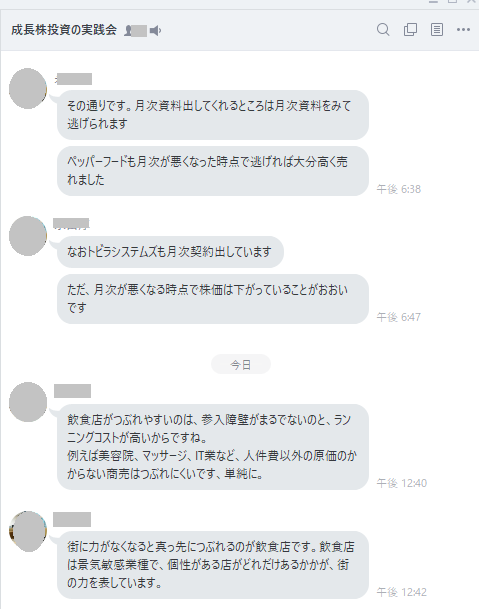 成長株投資の実践会
その通りです。月次資料出してくれるところは月次資料をみて
逃げられます
ペッパーフードも月次が悪くなった時点で逃げれば大分高く売
れました
午後 6:38
なおトビラシステムズも月次契約出しています
ただ、月次が悪くなる時点で株価は下がっていることがおおい
です
午後 6:47
今日
飲食店がつぶれやすいのは、参入障壁がまるでないのと、ラン
ニングコストが高いからですね。
例えば美容院、マッサージ、IT業など、人件費以外の原価のか
からない商売はつぶれにくいです、単純に。
午後 12:40
街に力がなくなると真っ先につぶれるのが飲食店です。飲食店
は景気敏感業種で、個性がある店がどれだけあるかかが、街
の力を表しています。
午後 12:42